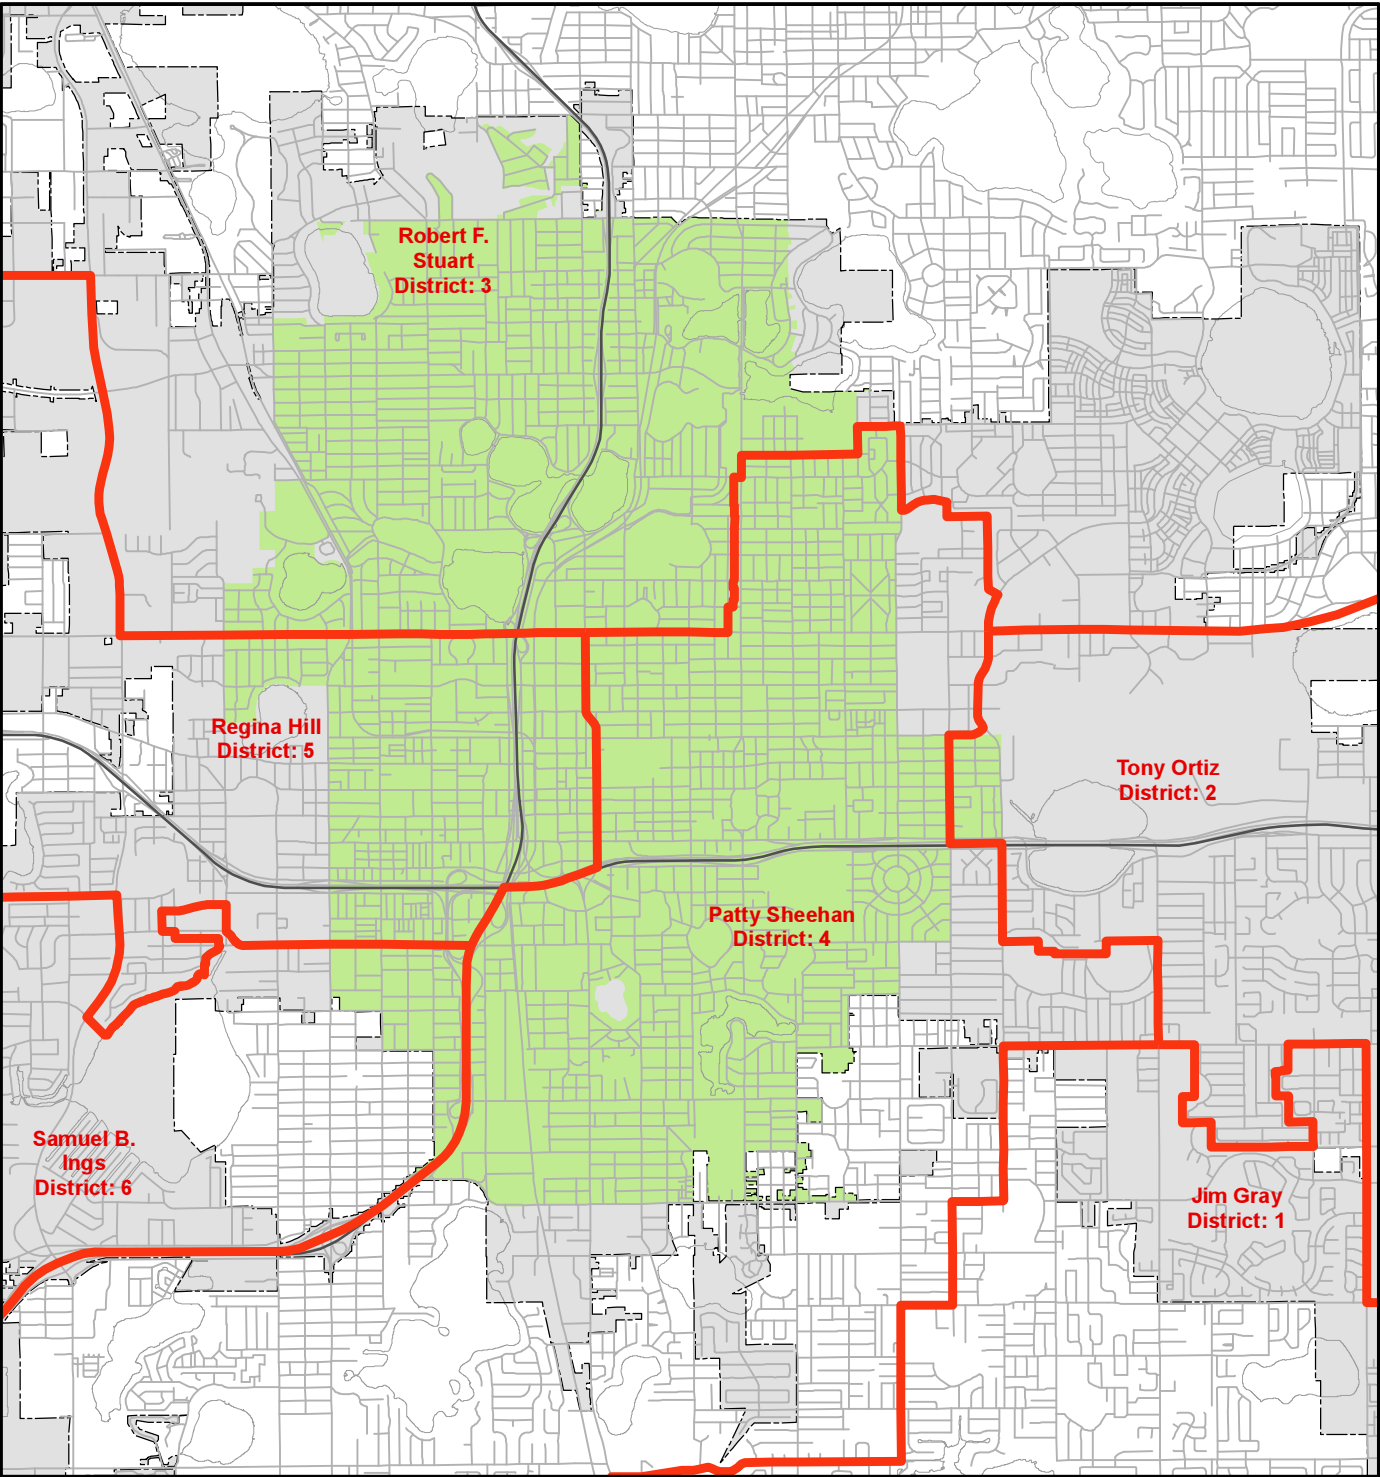 Robert F.
Stuart
District: 3
Regina Hill
District: 5
Tony Ortiz
District: 2
Patty Sheehan
District: 4
Samuel B.
Ings
District: 6
Jim Gray
District: 1